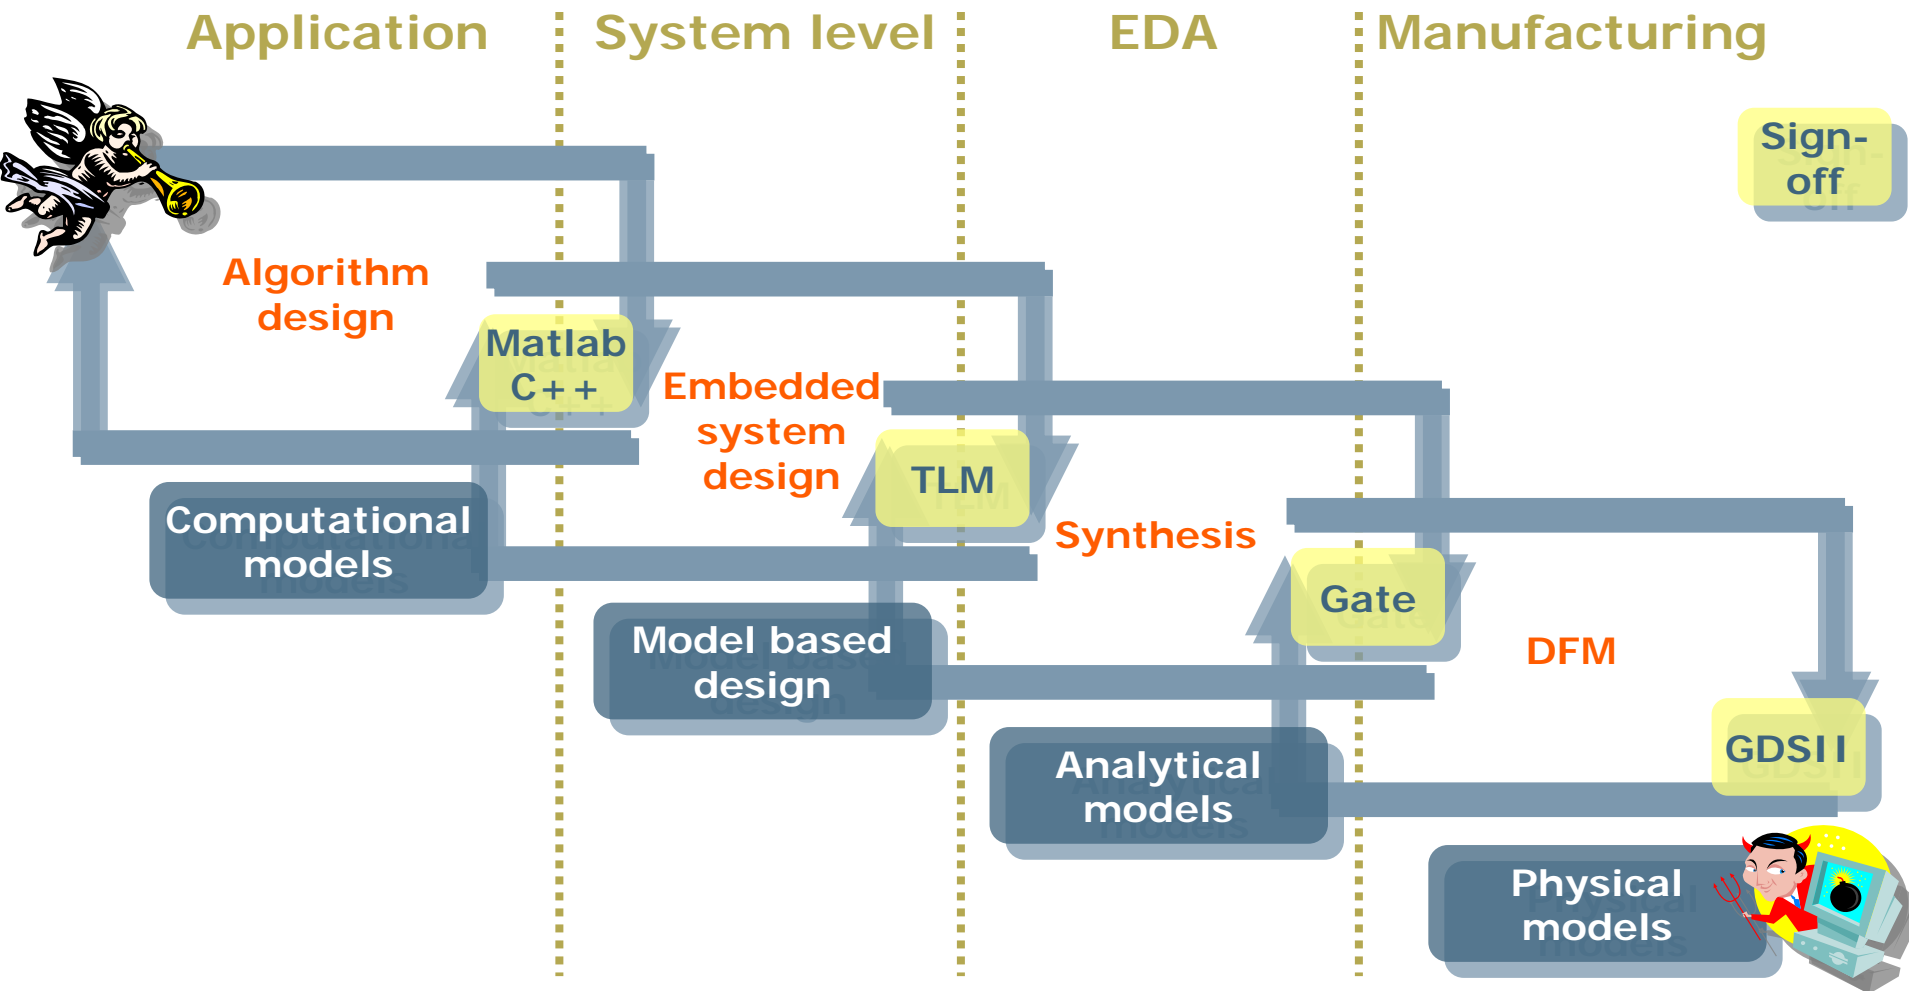 Application
System level
EDA
Manufacturing
Sign-
off
Algorithm
design
Matlab
C++
Embedded
system
design
TLM
Synthesis
Computational
models
Gate
Model based
design
DFM
Analytical
models
GDSII
Physical
models